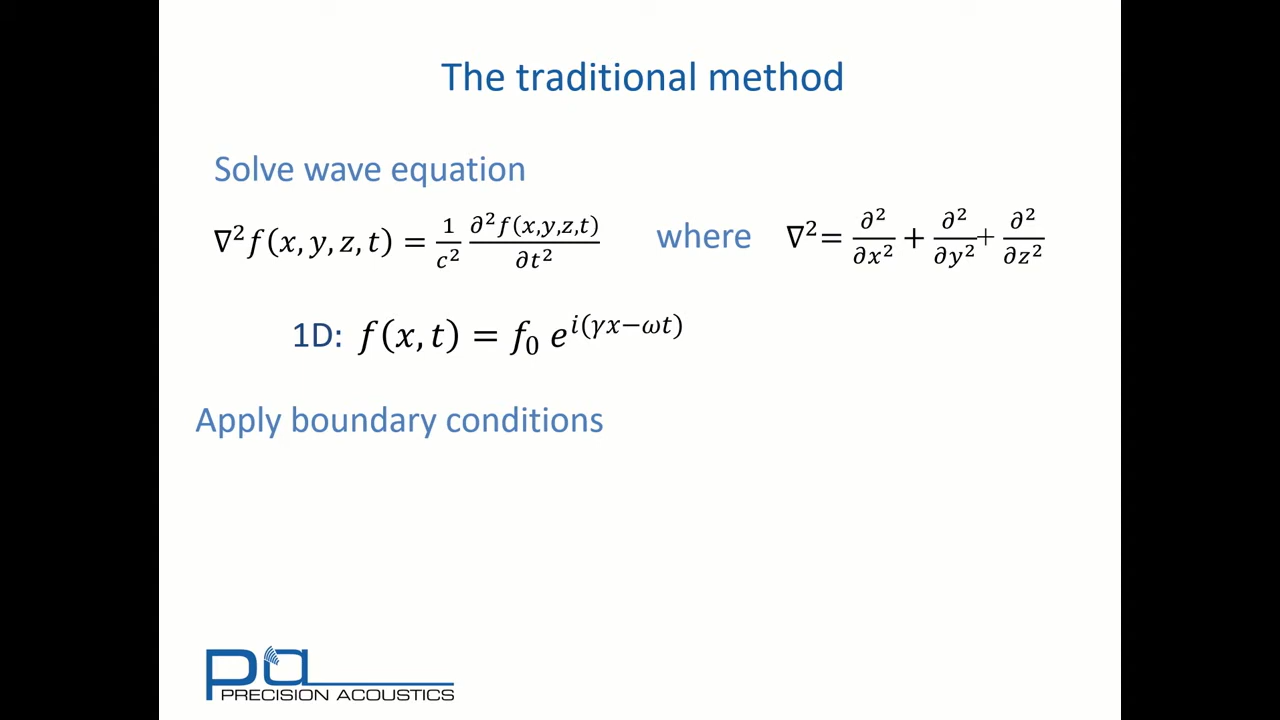 The traditional method
Solve wave equation
∇²f(x, y, z, t) = 1/c² ∂²f(x,y,z,t)/∂t² where ∇²= ∂²/∂x² + ∂²/∂y² + ∂²/∂z²
1D: f(x, t) = f₀ e^{i(γx−ωt)}
Apply boundary conditions
pa
PRECISION ACOUSTICS